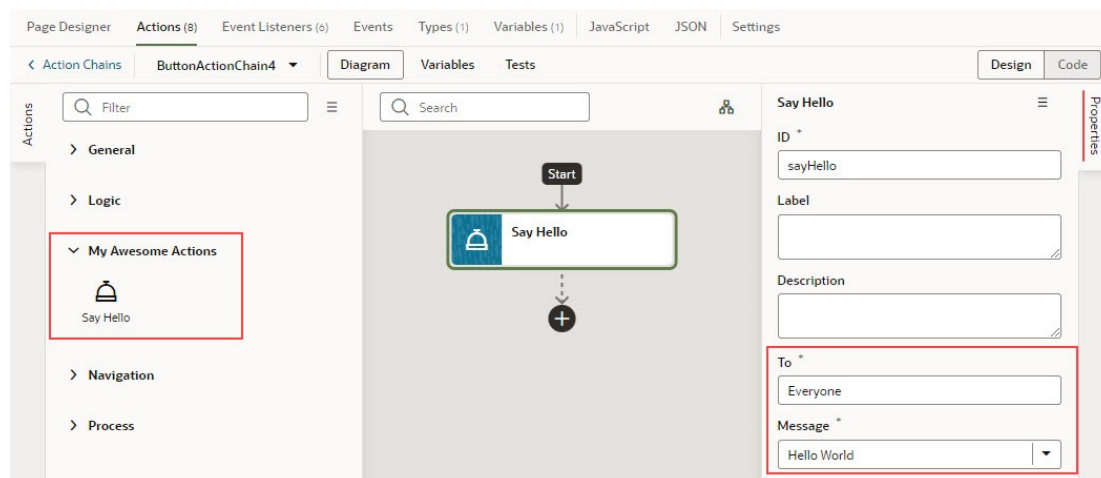 Page Designer Actions (8) Event Listeners (6) Events Types (1) Variables (1) JavaScript JSON Settings
Action Chains ButtonActionChain4 Diagram Variables Tests Design Code
Actions
Filter
General
Logic
My Awesome Actions
Say Hello
Navigation
Process
Search
Start
Say Hello
Say Hello
ID *
sayHello
Label
Description
To *
Everyone
Message *
Hello World
Properties